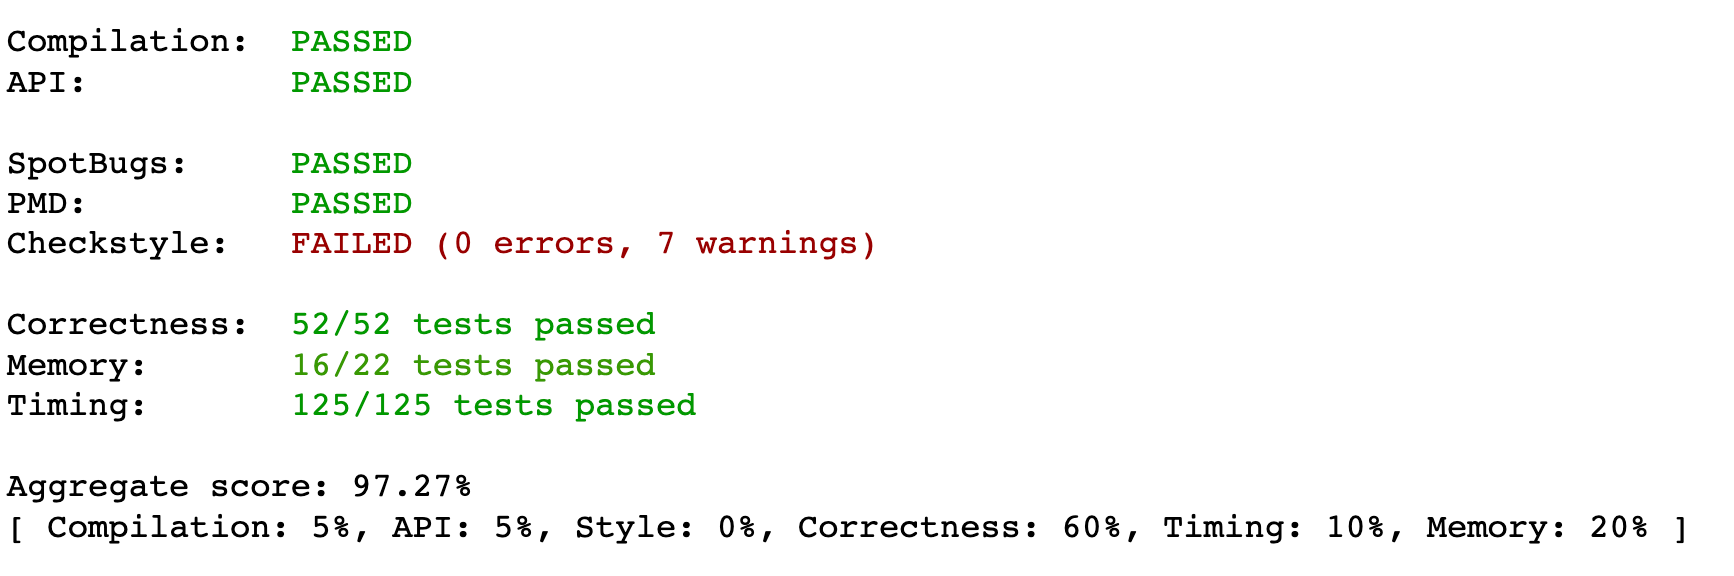 Compilation: PASSED
API: PASSED
SpotBugs: PASSED
PMD: PASSED
Checkstyle: FAILED (0 errors, 7 warnings)
Correctness: 52/52 tests passed
Memory: 16/22 tests passed
Timing: 125/125 tests passed
Aggregate score: 97.27%
[ Compilation: 5%, API: 5%, Style: 0%, Correctness: 60%, Timing: 10%, Memory: 20% ]